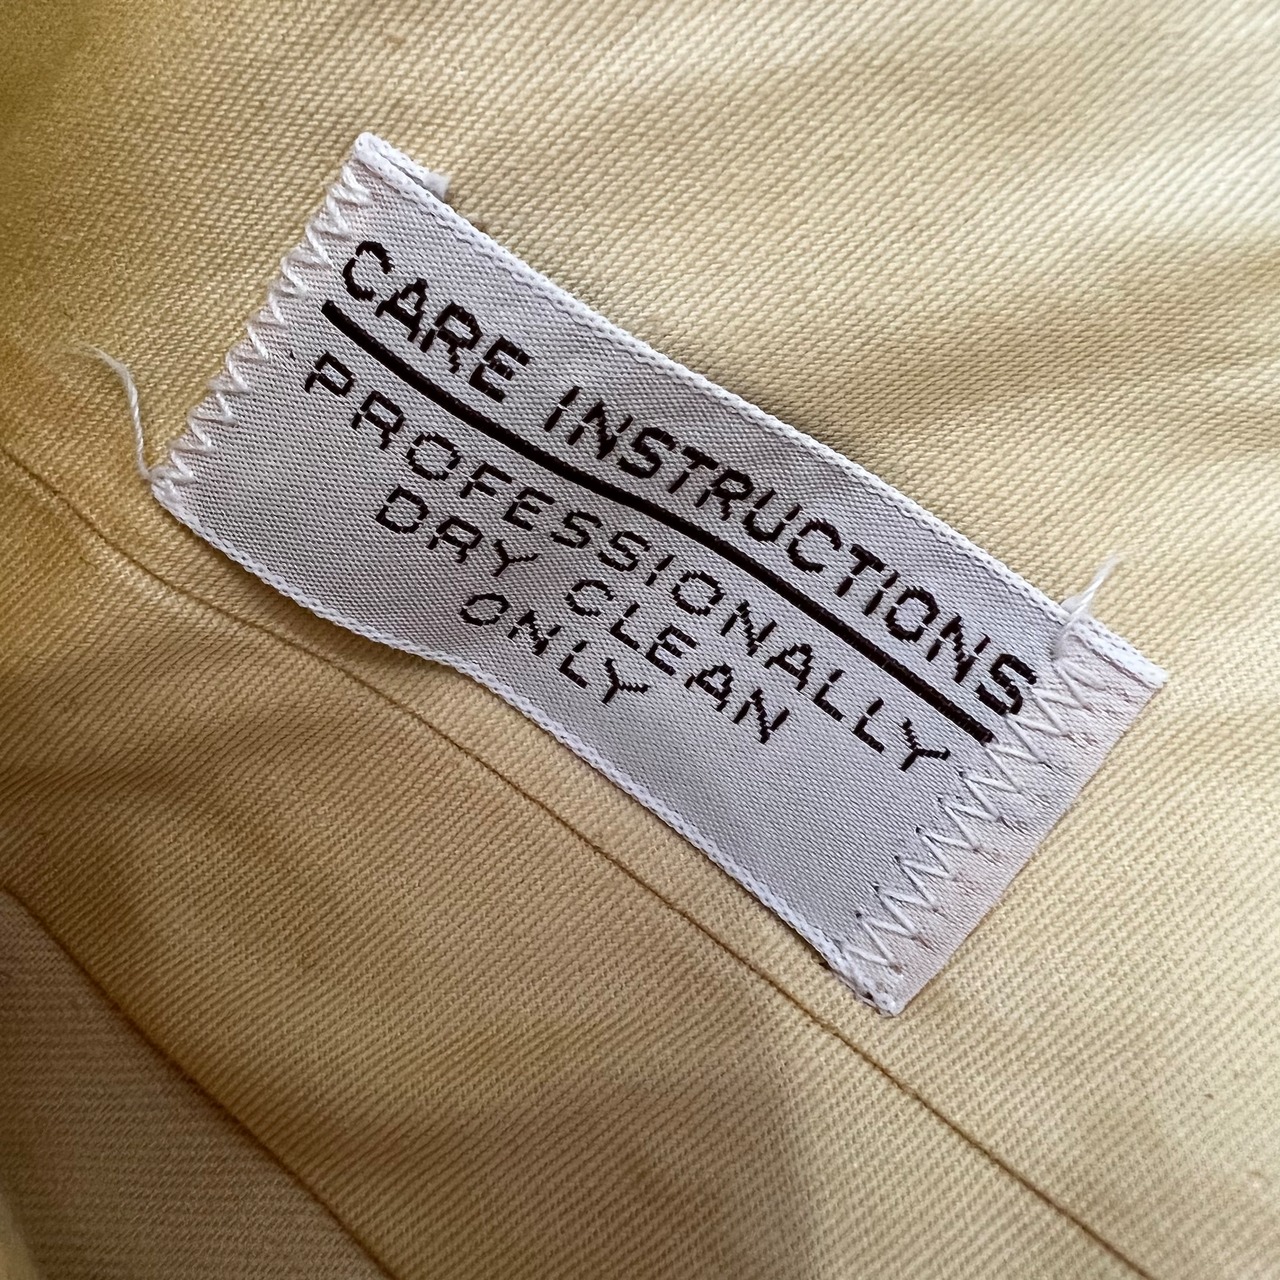 CARE INSTRUCTIONS
PROFESSIONALLY
DRY CLEAN
ONLY